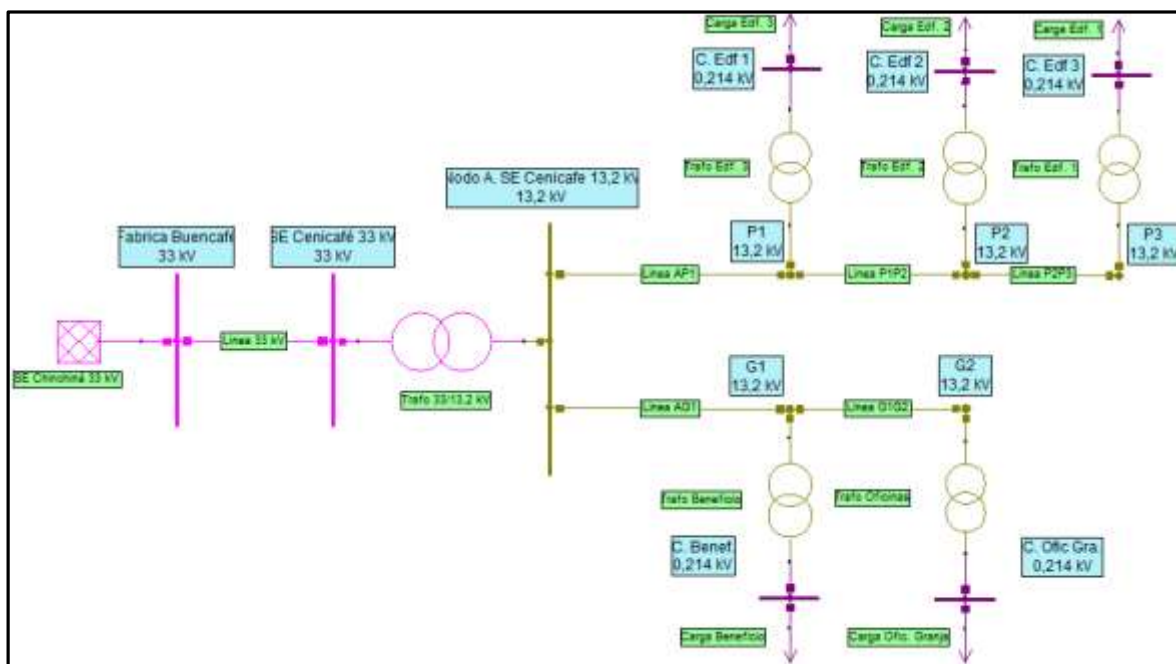 Carga Edf. 3
Carga Edf. 2
Carga Edf. 1
C. Edf 1
0,214 kV
C. Edf 2
0,214 kV
C. Edf 3
0,214 kV
Trafo Edf. 3
Trafo Edf. 2
Trafo Edf. 1
Nodo A. SE Cenicafe 13,2 kV
13,2 kV
Fabrica Buencafé
33 kV
SE Cenicafé 33 kV
33 kV
P1
13,2 kV
P2
13,2 kV
P3
13,2 kV
Linea AP1
Linea P1P2
Linea P2P3
Linea 33 kV
SE Chinchiná 33 kV
Trafo 33/13,2 kV
G1
13,2 kV
G2
13,2 kV
Linea AG1
Linea G1G2
Trafo Beneficio
Trafo Oficinas
C. Benef.
0,214 kV
C. Ofic Gra.
0,214 kV
Carga Beneficio
Carga Ofic. Granja